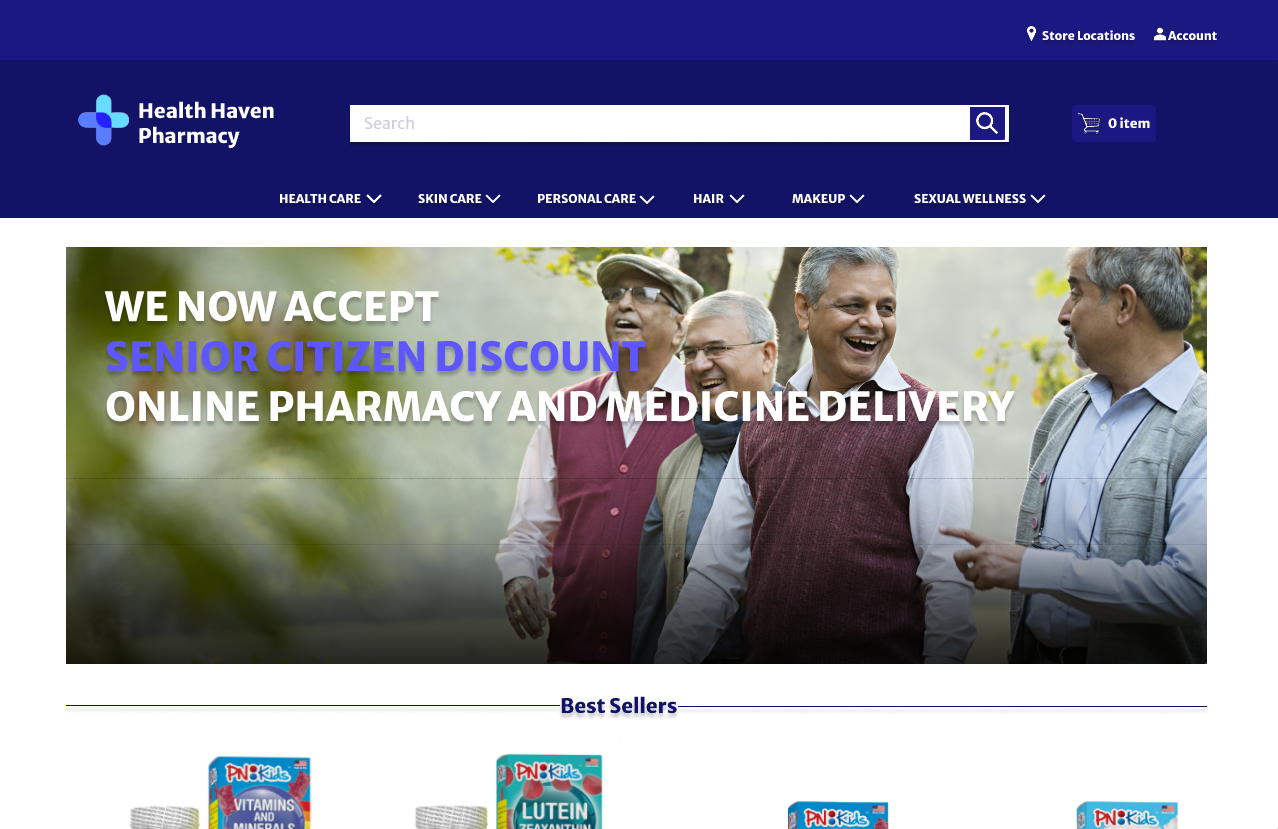 Store Locations
Account
Health Haven
Pharmacy
Search
0 item
HEALTH CARE
SKIN CARE
PERSONAL CARE
HAIR
MAKEUP
SEXUAL WELLNESS
WE NOW ACCEPT
SENIOR CITIZEN DISCOUNT
ONLINE PHARMACY AND MEDICINE DELIVERY
Best Sellers
PN Kids
VITAMINS
AND
MINERALS
PN Kids
LUTEIN
ZEAXANTHIN
PN Kids
PN Kids